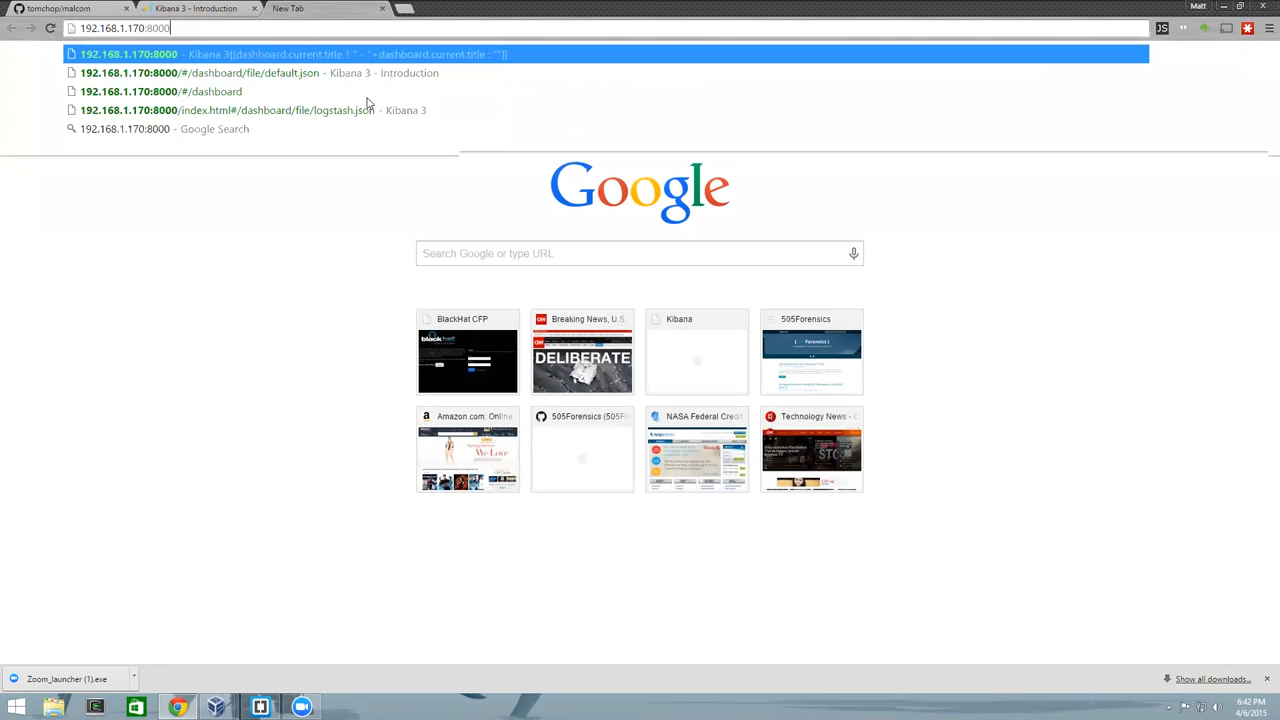 tomchop/malcom
Kibana 3 - Introduction
New Tab
Matt
192.168.1.170:8000
192.168.1.170:8000 - Kibana 3{{dashboard.current.title ? " - "+dashboard.current.title : ""}}
192.168.1.170:8000/#/dashboard/file/default.json - Kibana 3 - Introduction
192.168.1.170:8000/#/dashboard
192.168.1.170:8000/index.html#/dashboard/file/logstash.json - Kibana 3
192.168.1.170:8000 - Google Search
Google
Search Google or type URL
BlackHat CFP
Breaking News, U.S.
Kibana
505Forensics
black hat
DELIBERATE
Forensics
Amazon.com: Online
505Forensics (505F
NASA Federal Credit
Technology News - C
We Love
Zoom_launcher (1).exe
Show all downloads...
6:42 PM
4/6/2015